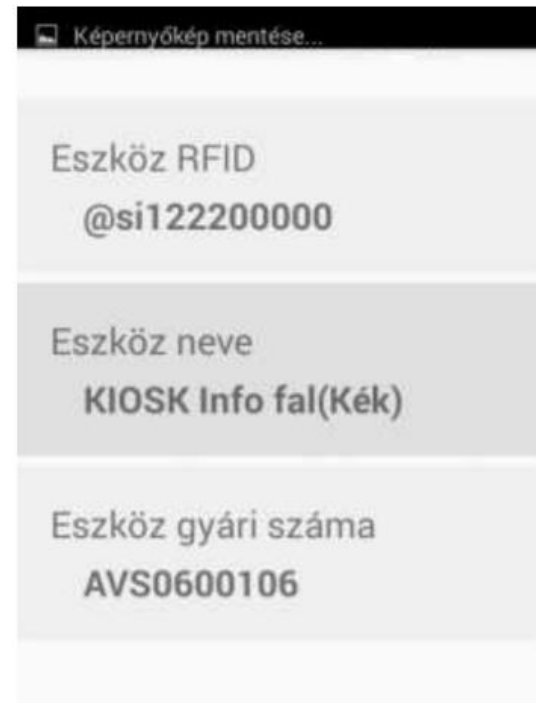 Képernyőkép mentése...
Eszköz RFID
@si122200000
Eszköz neve
KIOSK Info fal(Kék)
Eszköz gyári száma
AVS0600106